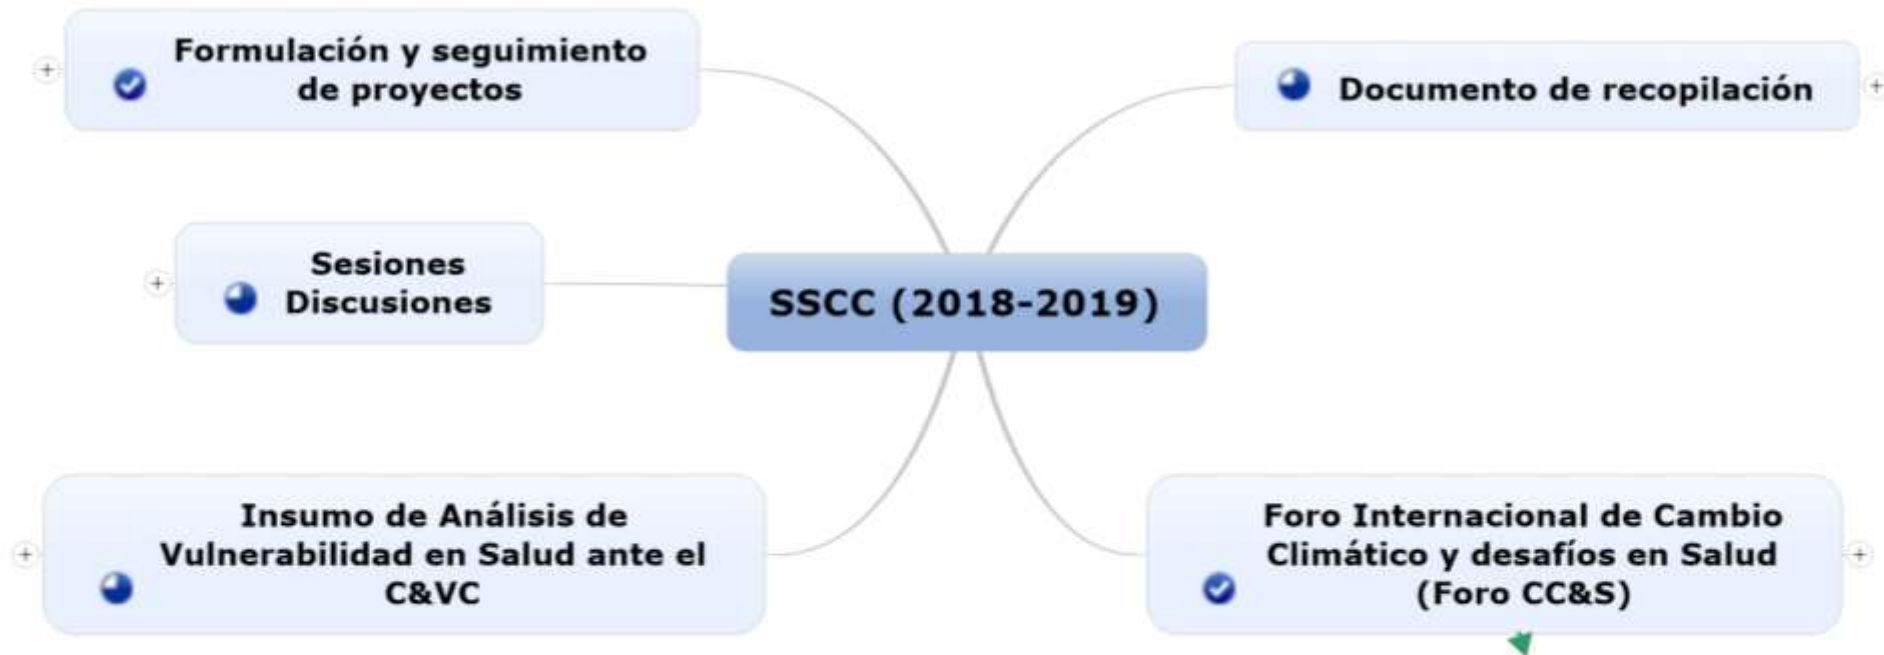 Formulación y seguimiento
de proyectos
Documento de recopilación
Sesiones
Discusiones
SSCC (2018-2019)
Insumo de Análisis de
Vulnerabilidad en Salud ante el
C&VC
Foro Internacional de Cambio
Climático y desafíos en Salud
(Foro CC&S)